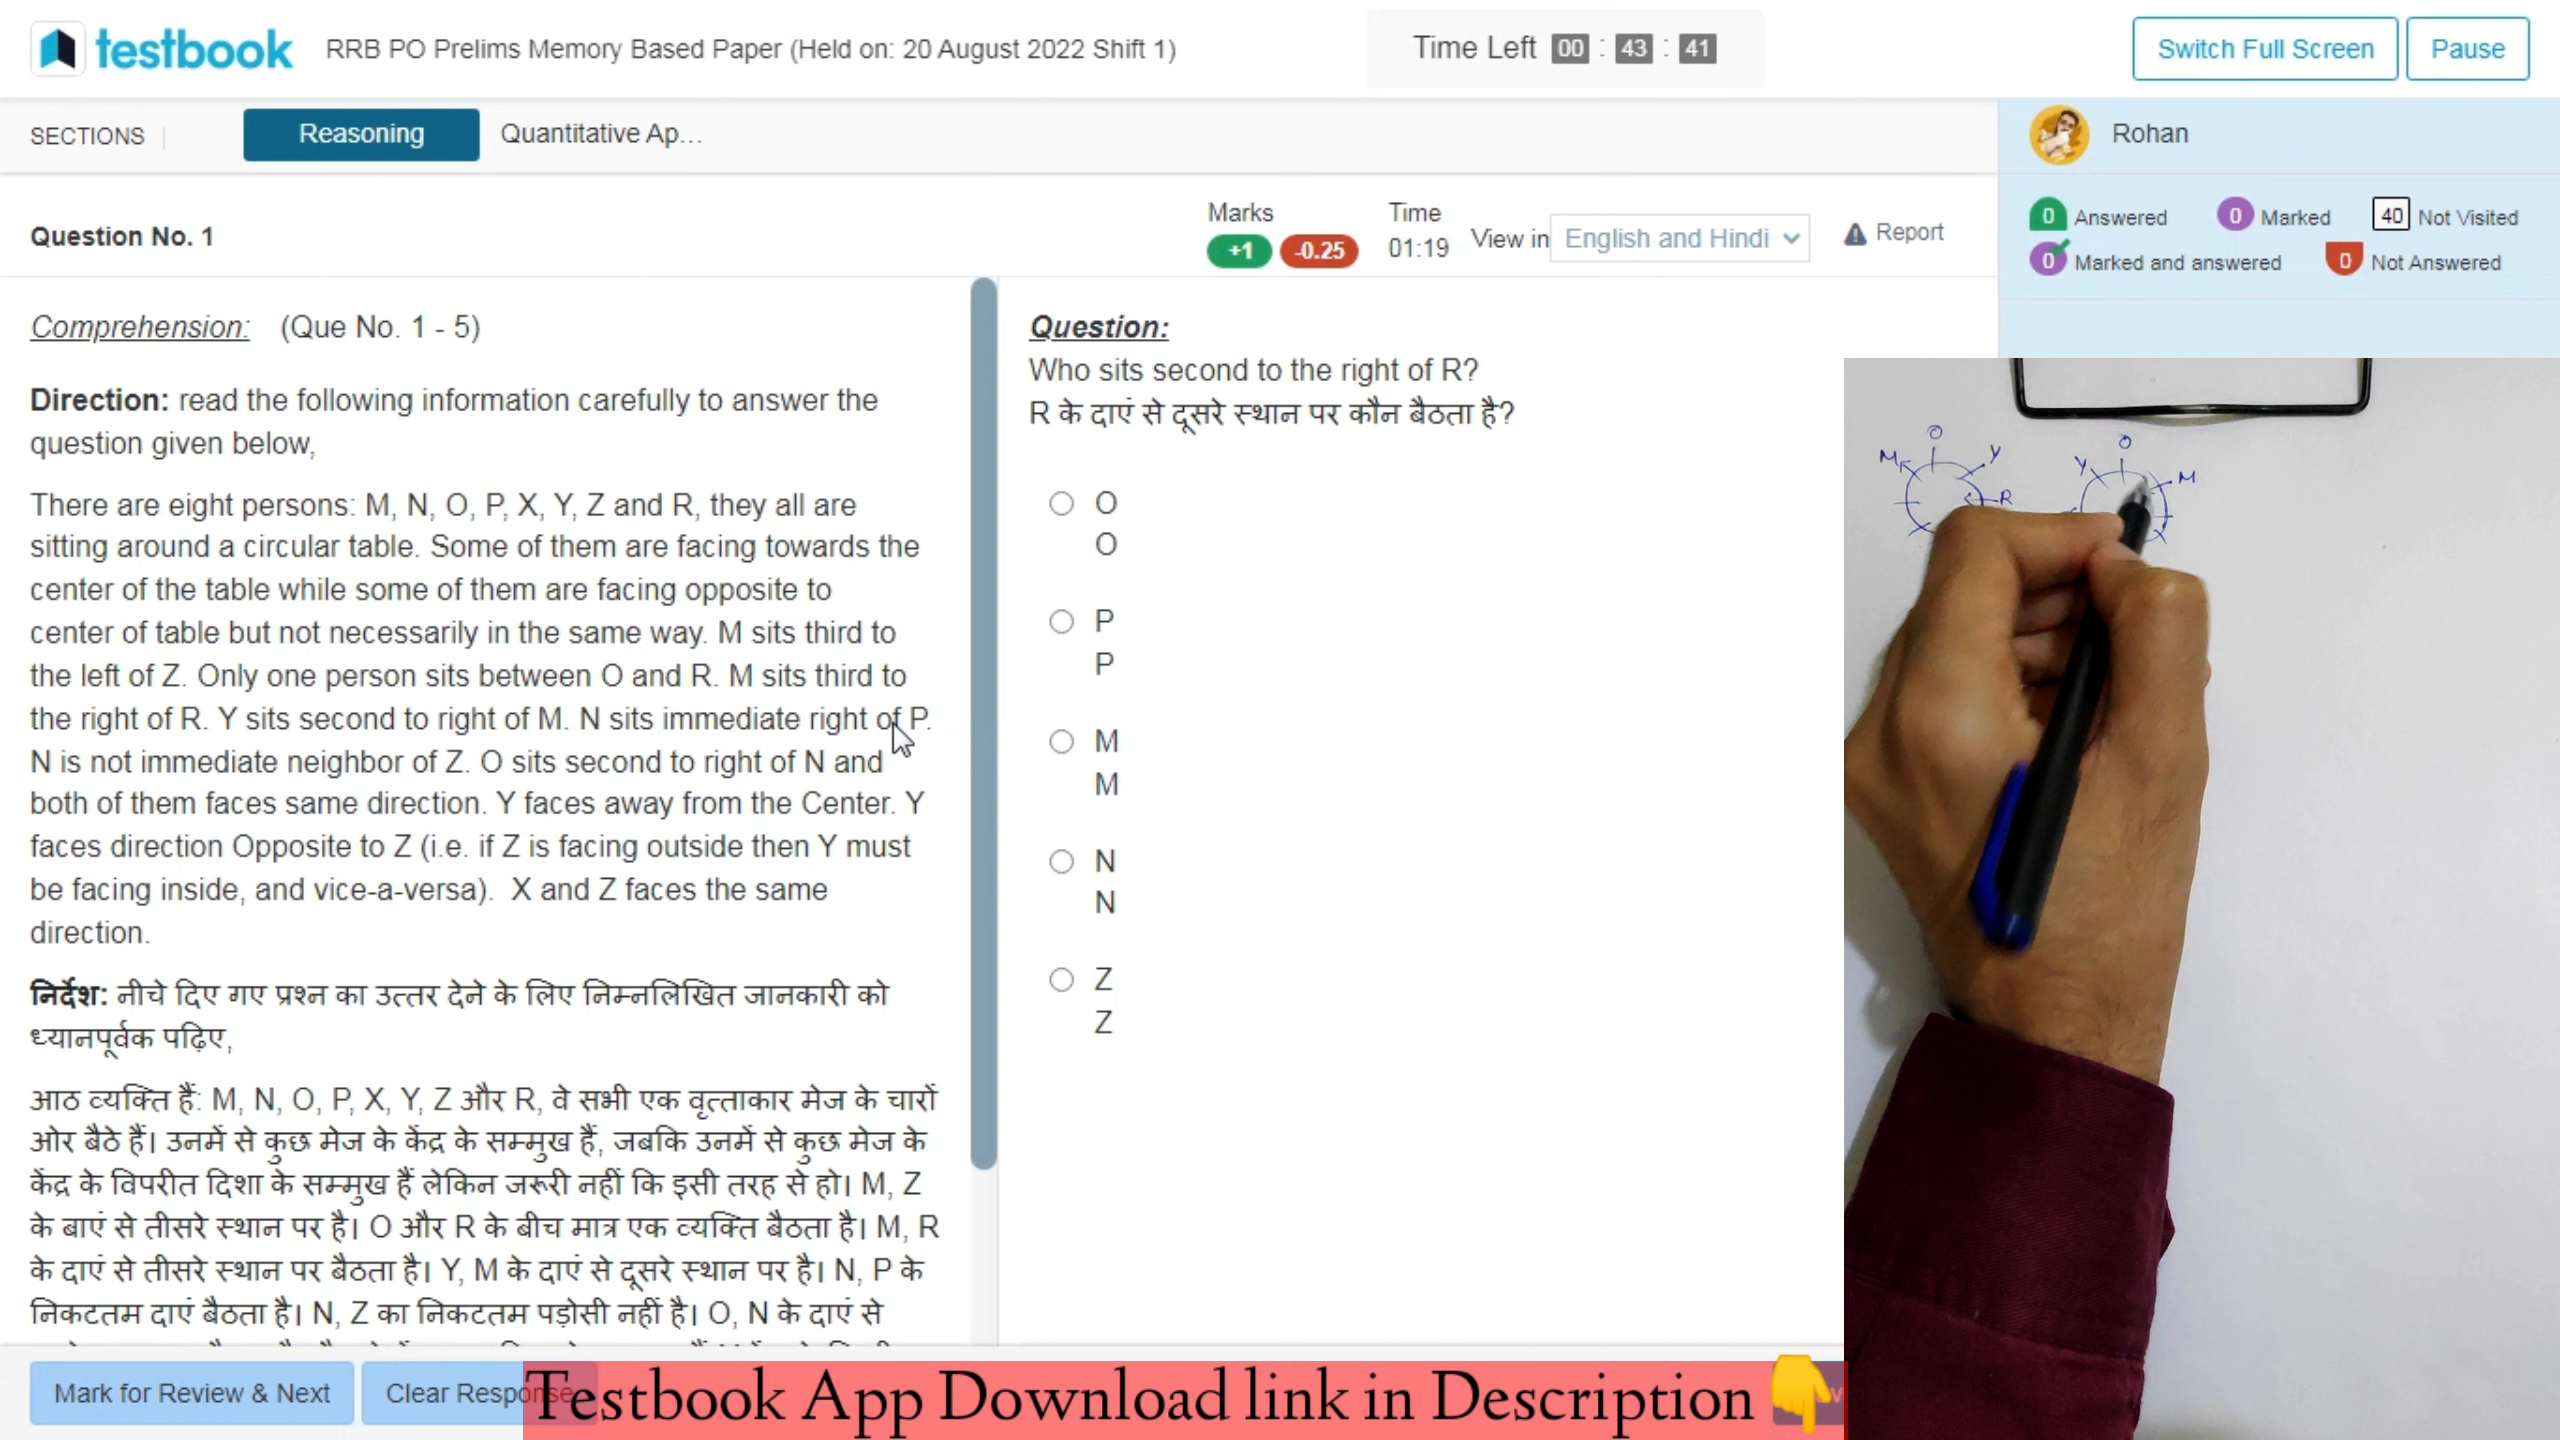 testbook
RRB PO Prelims Memory Based Paper (Held on: 20 August 2022 Shift 1)
Time Left 00 : 43 : 41
Switch Full Screen
Pause
SECTIONS
Reasoning
Quantitative Ap...
Rohan
0 Answered
0 Marked
40 Not Visited
0 Marked and answered
0 Not Answered
Question No. 1
Marks
+1 -0.25
Time
01:19
View in
English and Hindi
Report
Comprehension: (Que No. 1 - 5)
Direction: read the following information carefully to answer the
question given below,
There are eight persons: M, N, O, P, X, Y, Z and R, they all are
sitting around a circular table. Some of them are facing towards the
center of the table while some of them are facing opposite to
center of table but not necessarily in the same way. M sits third to
the left of Z. Only one person sits between O and R. M sits third to
the right of R. Y sits second to right of M. N sits immediate right of P.
N is not immediate neighbor of Z. O sits second to right of N and
both of them faces same direction. Y faces away from the Center. Y
faces direction Opposite to Z (i.e. if Z is facing outside then Y must
be facing inside, and vice-a-versa). X and Z faces the same
direction.
निर्देश: नीचे दिए गए प्रश्न का उत्तर देने के लिए निम्नलिखित जानकारी को
ध्यानपूर्वक पढ़िए,
आठ व्यक्ति हैं: M, N, O, P, X, Y, Z और R, वे सभी एक वृत्ताकार मेज के चारों
ओर बैठे हैं। उनमें से कुछ मेज के केंद्र के सम्मुख हैं, जबकि उनमें से कुछ मेज के
केंद्र के विपरीत दिशा के सम्मुख हैं लेकिन जरूरी नहीं कि इसी तरह से हो। M, Z
के बाएं से तीसरे स्थान पर है। O और R के बीच मात्र एक व्यक्ति बैठता है। M, R
के दाएं से तीसरे स्थान पर बैठता है। Y, M के दाएं से दूसरे स्थान पर है। N, P के
निकटतम दाएं बैठता है। N, Z का निकटतम पड़ोसी नहीं है। O, N के दाएं से
Question:
Who sits second to the right of R?
R के दाएं से दूसरे स्थान पर कौन बैठता है?
O
O
P
P
M
M
N
N
Z
Z
O
M
Y
R
O
Y
M
Mark for Review & Next
Clear Response
Testbook App Download link in Description